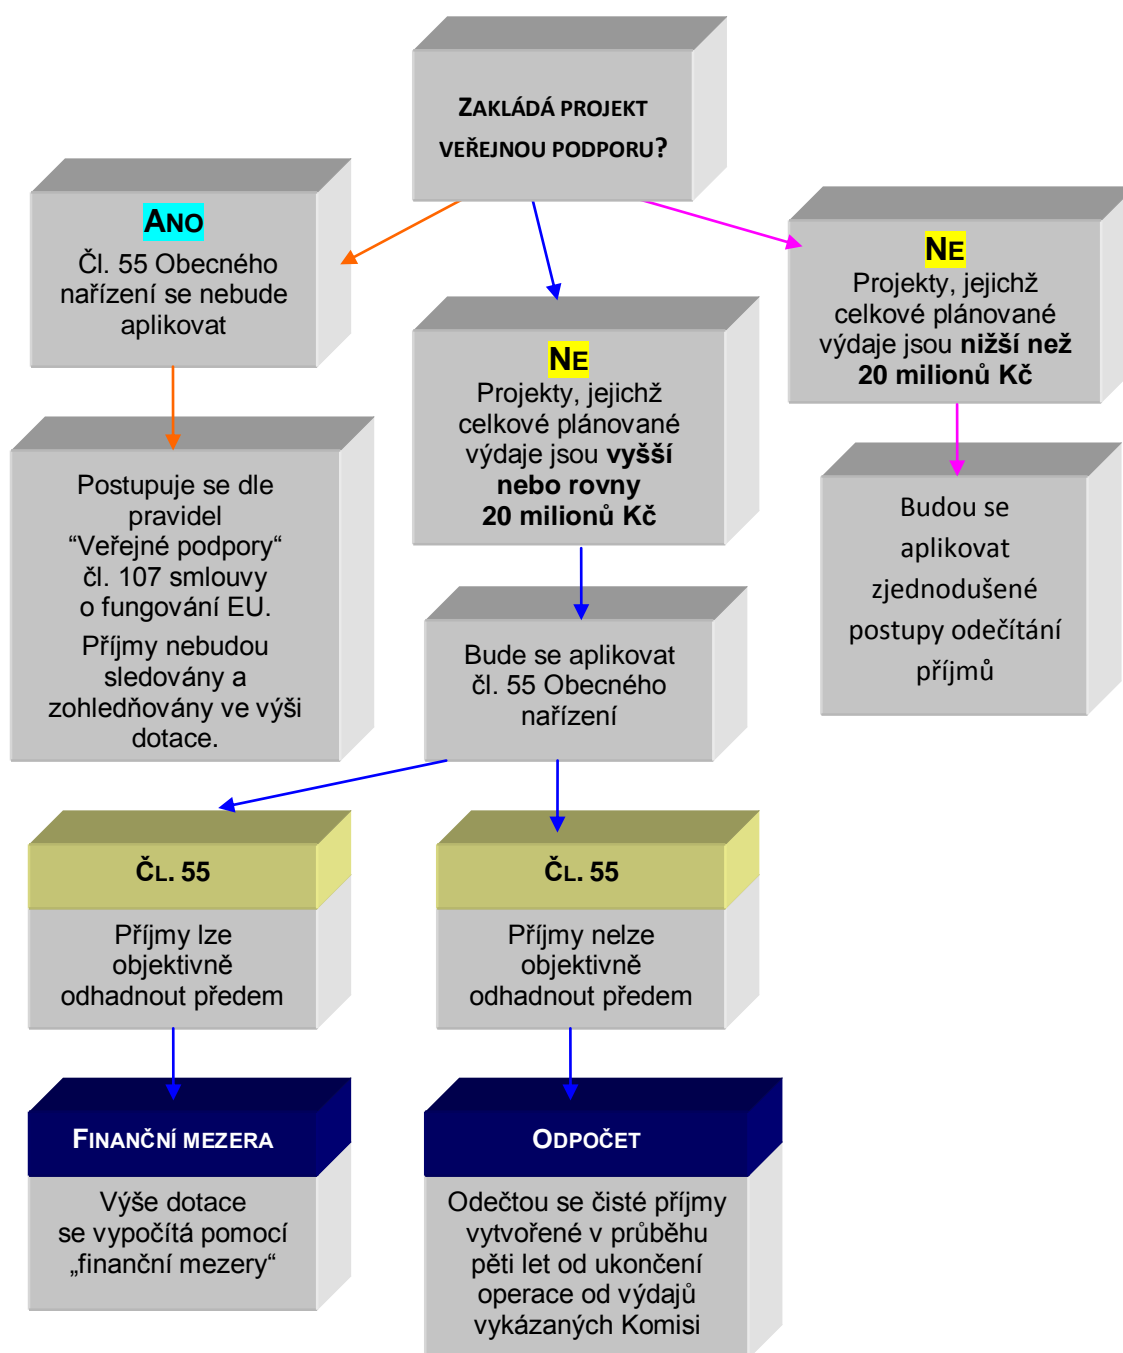 ZAKLÁDÁ PROJEKT
VEŘEJNOU PODPORU?
ANO
Čl. 55 Obecného
nařízení se nebude
aplikovat
NE
Projekty, jejichž
celkové plánované
výdaje jsou vyšší
nebo rovny
20 milionů Kč
NE
Projekty, jejichž
celkové plánované
výdaje jsou nižší než
20 milionů Kč
Postupuje se dle
pravidel
“Veřejné podpory“
čl. 107 smlouvy
o fungování EU.
Příjmy nebudou
sledovány a
zohledňovány ve výši
dotace.
Bude se aplikovat
čl. 55 Obecného
nařízení
Budou se
aplikovat
zjednodušené
postupy odečítání
příjmů
ČL. 55
Příjmy lze
objektivně
odhadnout předem
ČL. 55
Příjmy nelze
objektivně
odhadnout předem
FINANČNÍ MEZERA
Výše dotace
se vypočítá pomocí
„finanční mezery“
ODPOČET
Odečtou se čisté příjmy
vytvořené v průběhu
pěti let od ukončení
operace od výdajů
vykázaných Komisi